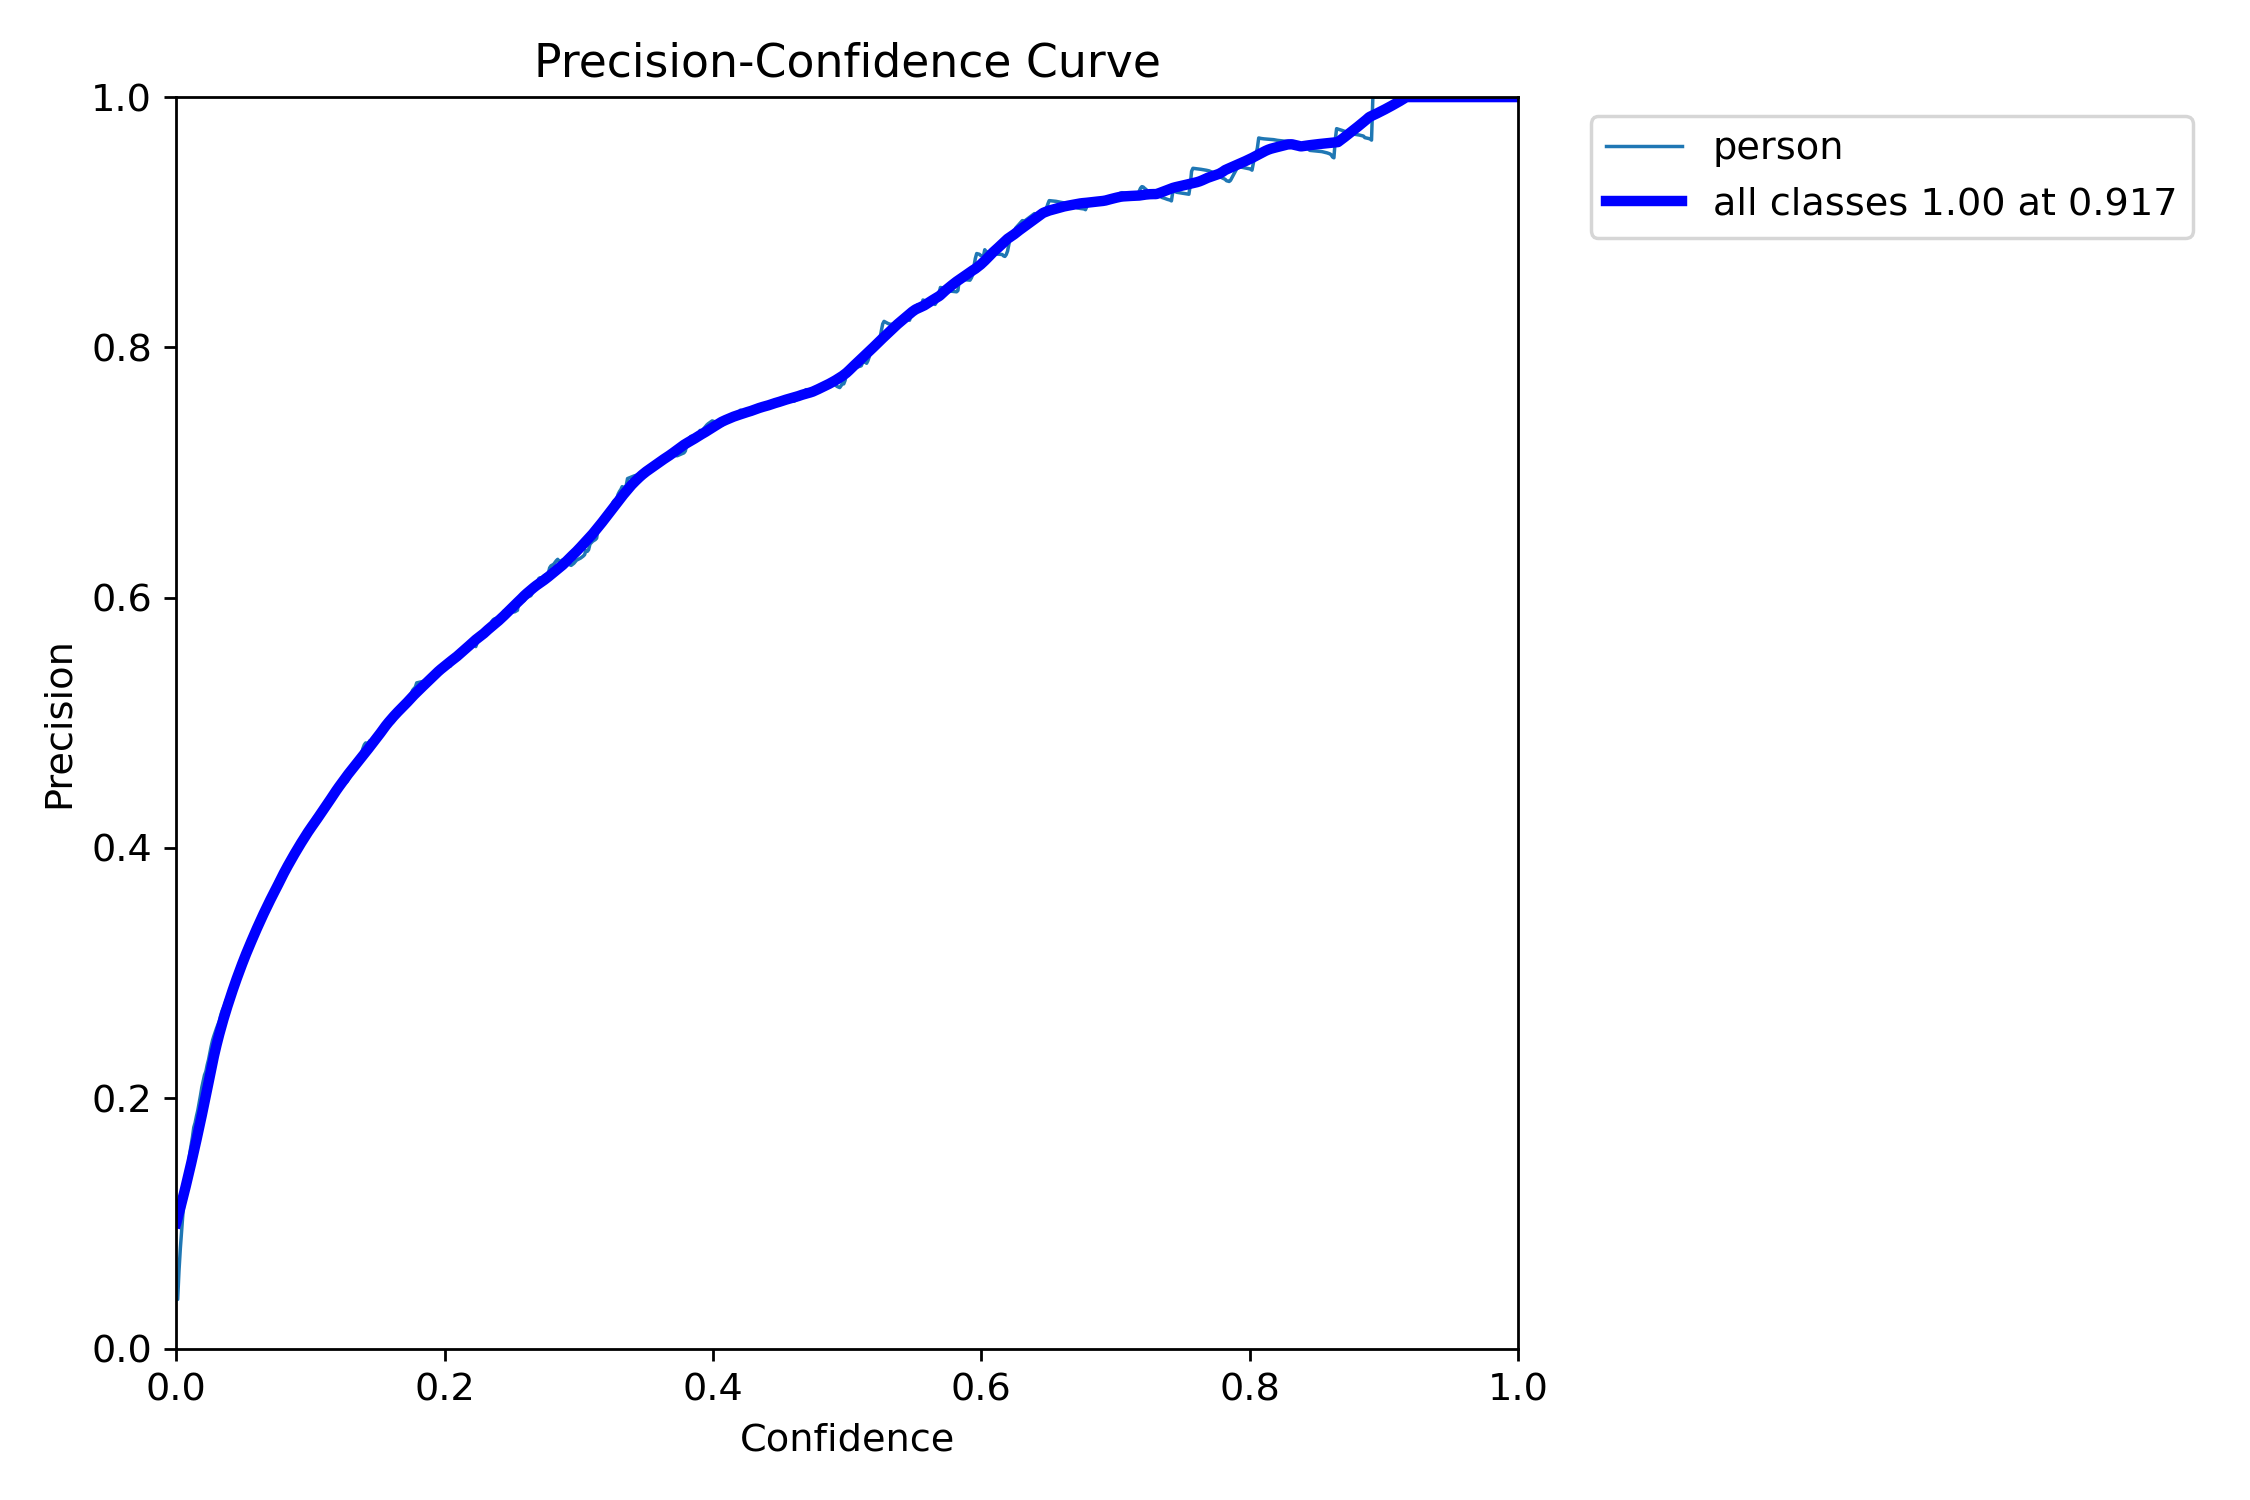 Precision-Confidence Curve
1.0
0.8
0.6
0.4
0.2
0.0
Precision
0.0 0.2 0.4 0.6 0.8 1.0
Confidence
person
all classes 1.00 at 0.917